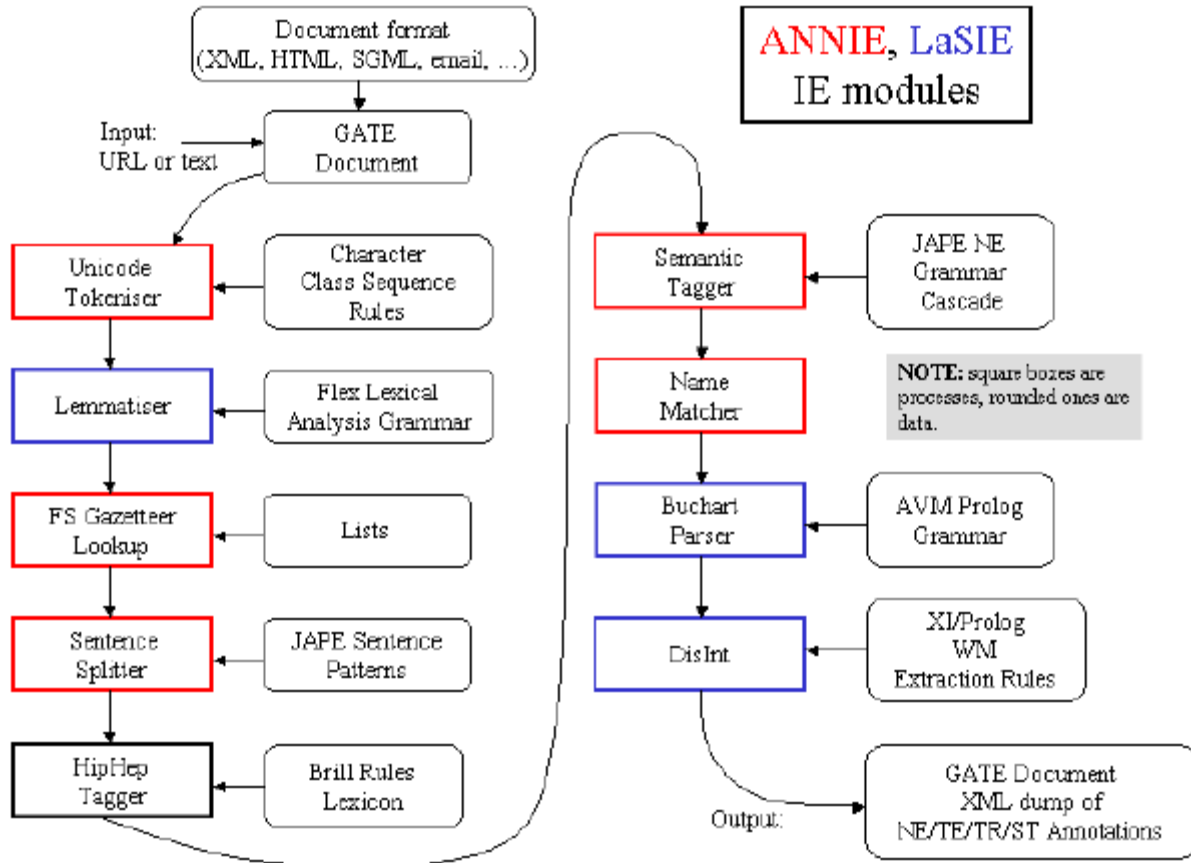 Document format
(XML, HTML, SGML, email, ...)
ANNIE, LaSIE
IE modules
Input:
URL or text
GATE
Document
Unicode
Tokeniser
Character
Class Sequence
Rules
Lemmatiser
Flex Lexical
Analysis Grammar
FS Gazetteer
Lookup
Lists
Sentence
Splitter
JAPE Sentence
Patterns
HipHep
Tagger
Brill Rules
Lexicon
Semantic
Tagger
JAPE NE
Grammar
Cascade
Name
Matcher
NOTE: square boxes are
processes, rounded ones are
data.
Buchart
Parser
AVM Prolog
Grammar
DisInt
XI/Prolog
WM
Extraction Rules
Output:
GATE Document
XML dump of
NE/TE/TR/ST Annotations